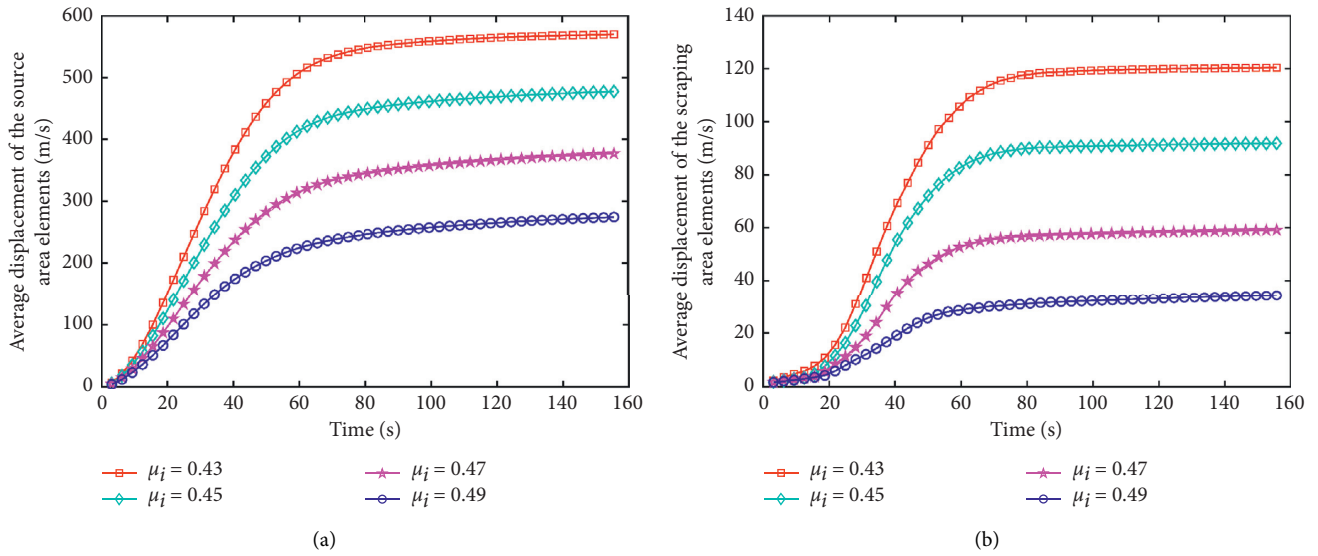 600
500
400
300
200
100
0
Average displacement of the source
area elements (m/s)
0 20 40 60 80 100 120 140 160
Time (s)
μi = 0.43
μi = 0.47
μi = 0.45
μi = 0.49
(a)
140
120
100
80
60
40
20
0
Average displacement of the scraping
area elements (m/s)
0 20 40 60 80 100 120 140 160
Time (s)
μi = 0.43
μi = 0.47
μi = 0.45
μi = 0.49
(b)